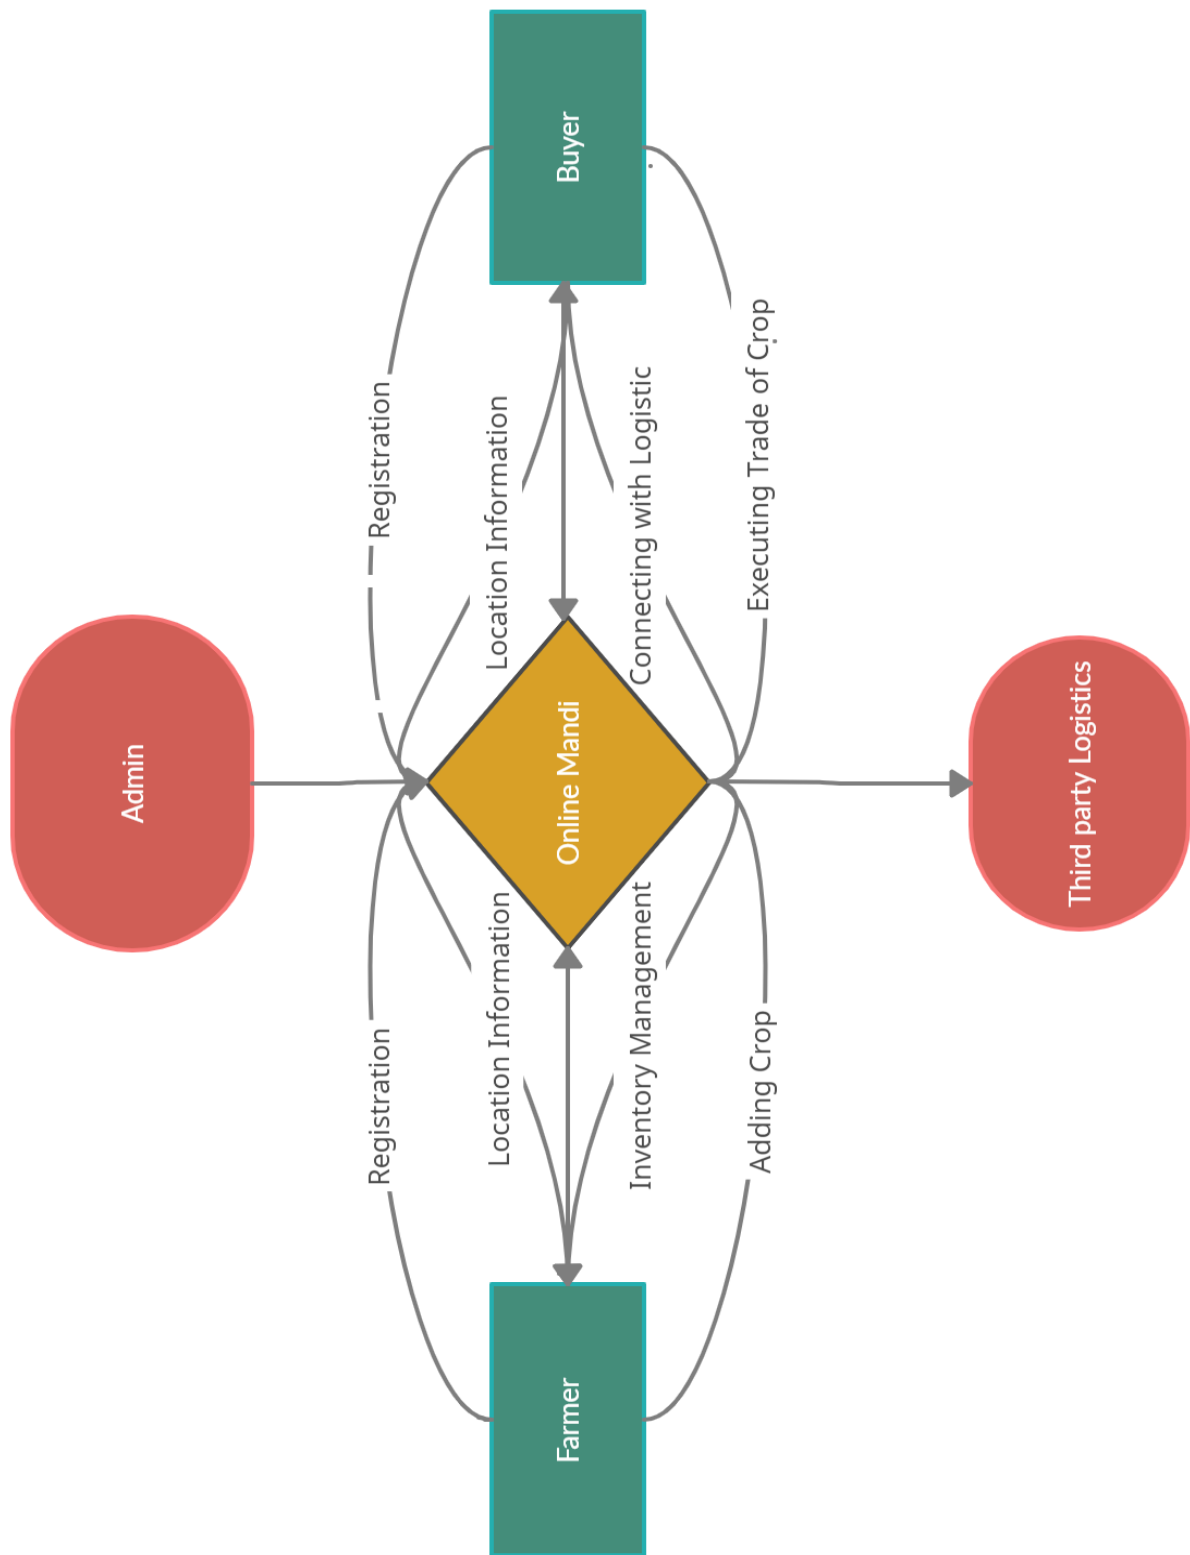 Admin
Registration
Registration
Location Information
Location Information
Farmer
Online Mandi
Buyer
Inventory Management
Connecting with Logistic
Adding Crop
Executing Trade of Crop
Third party Logistics